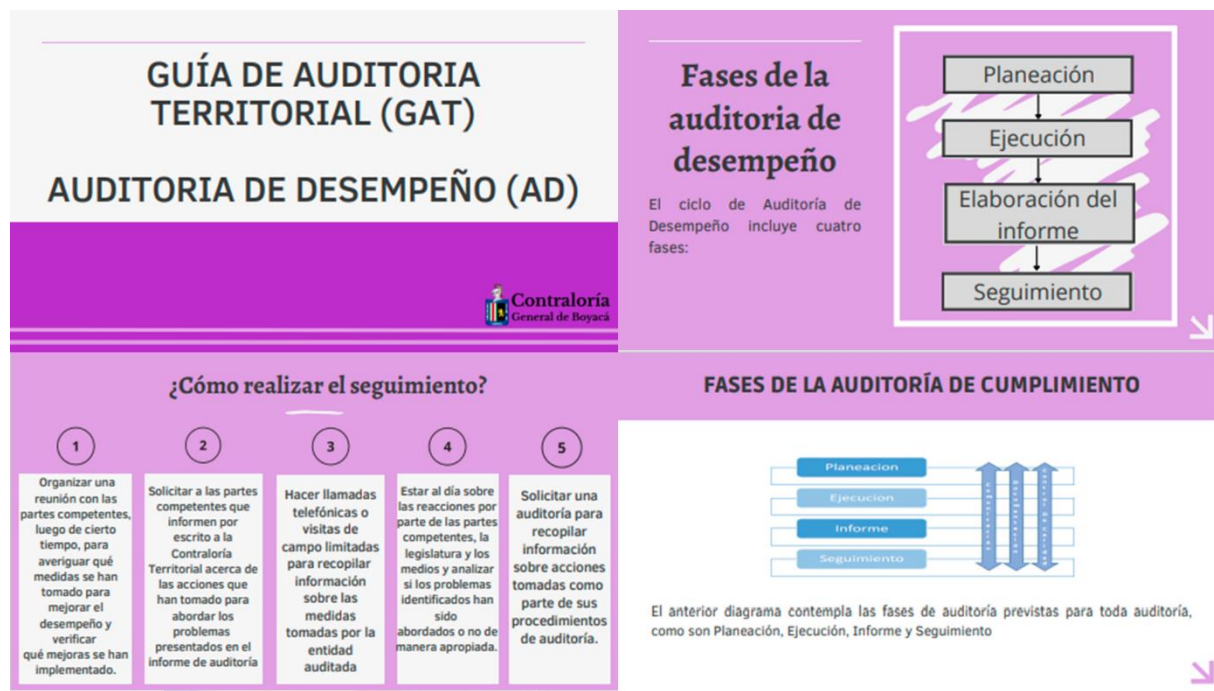 GUÍA DE AUDITORIA
TERRITORIAL (GAT)
AUDITORIA DE DESEMPEÑO (AD)
Contraloría
General de Boyacá
Fases de la
auditoria de
desempeño
El ciclo de Auditoría de
Desempeño incluye cuatro
fases:
Planeación
Ejecución
Elaboración del
informe
Seguimiento
¿Cómo realizar el seguimiento?
1
Organizar una
reunión con las
partes competentes,
luego de cierto
tiempo, para
averiguar qué
medidas se han
tomado para
mejorar el
desempeño y
verificar
qué mejoras se han
implementado.
2
Solicitar a las partes
competentes que
informen por
escrito a la
Contraloría
Territorial acerca de
las acciones que
han tomado para
abordar los
problemas
presentados en el
informe de auditoría
3
Hacer llamadas
telefónicas o
visitas de
campo limitadas
para recopilar
información
sobre las
medidas
tomadas por la
entidad
auditada
4
Estar al día sobre
las reacciones por
parte de las partes
competentes, la
legislatura y los
medios y analizar
si los problemas
identificados han
sido
abordados o no de
manera apropiada.
5
Solicitar una
auditoría para
recopilar
información
sobre acciones
tomadas como
parte de sus
procedimientos
de auditoría.
FASES DE LA AUDITORÍA DE CUMPLIMIENTO
Planeacion
Ejecucion
Informe
Seguimiento
El anterior diagrama contempla las fases de auditoría previstas para toda auditoría,
como son Planeación, Ejecución, Informe y Seguimiento